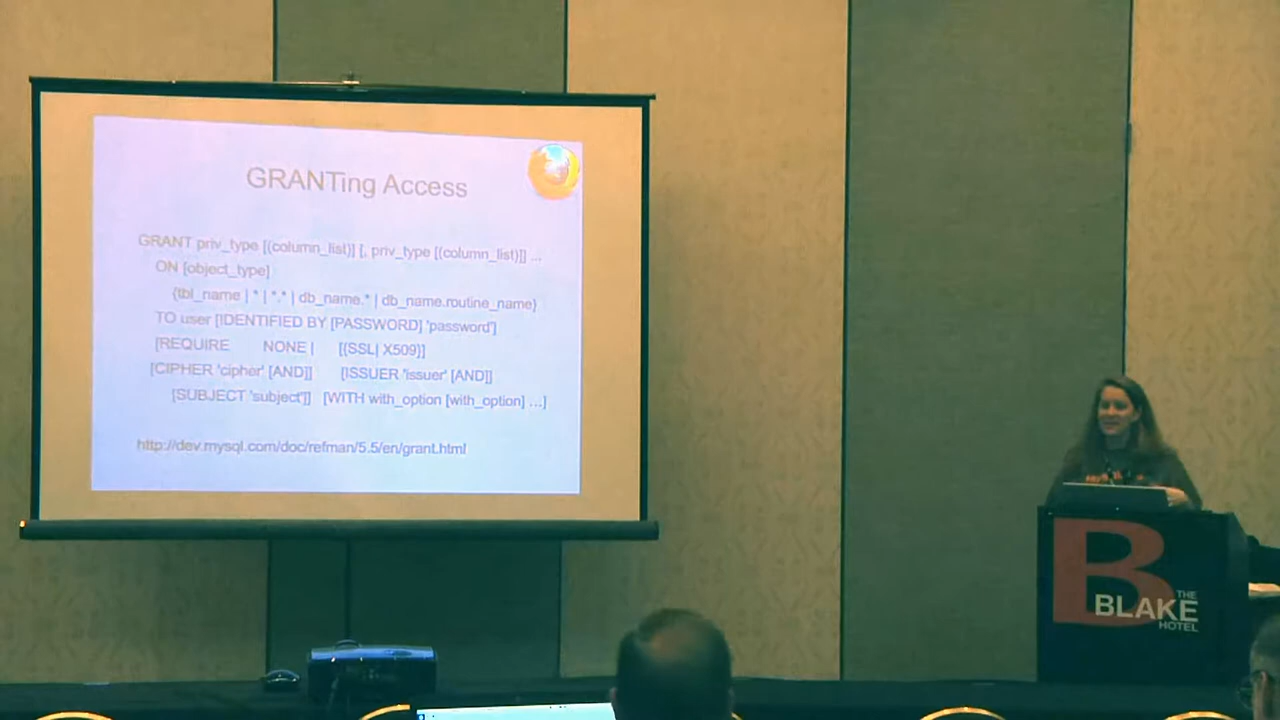 GRANTing Access
GRANT priv_type [(column_list)] [, priv_type [(column_list)]] ...
ON [object_type]
{tbl_name | * | *.* | db_name.* | db_name.routine_name}
TO user [IDENTIFIED BY [PASSWORD] 'password']
[REQUIRE NONE | [{SSL| X509}]
[CIPHER 'cipher' [AND]] [ISSUER 'issuer' [AND]]
[SUBJECT 'subject']] [WITH with_option [with_option] ...]
http://dev.mysql.com/doc/refman/5.5/en/grant.html
B
THE
BLAKE
HOTEL